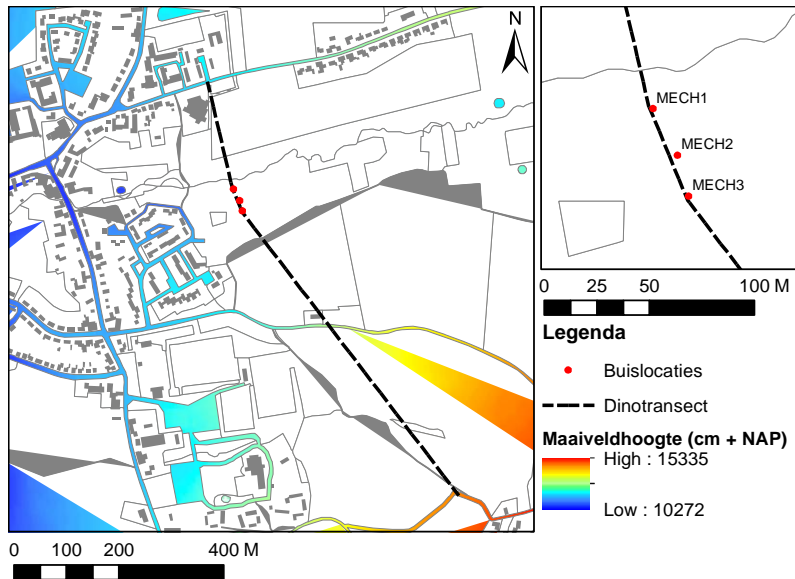 N
MECH1
MECH2
MECH3
0 25 50 100 M
Legenda
Buislocaties
Dinotransect
Maaiveldhoogte (cm + NAP)
High : 15335
Low : 10272
0 100 200 400 M